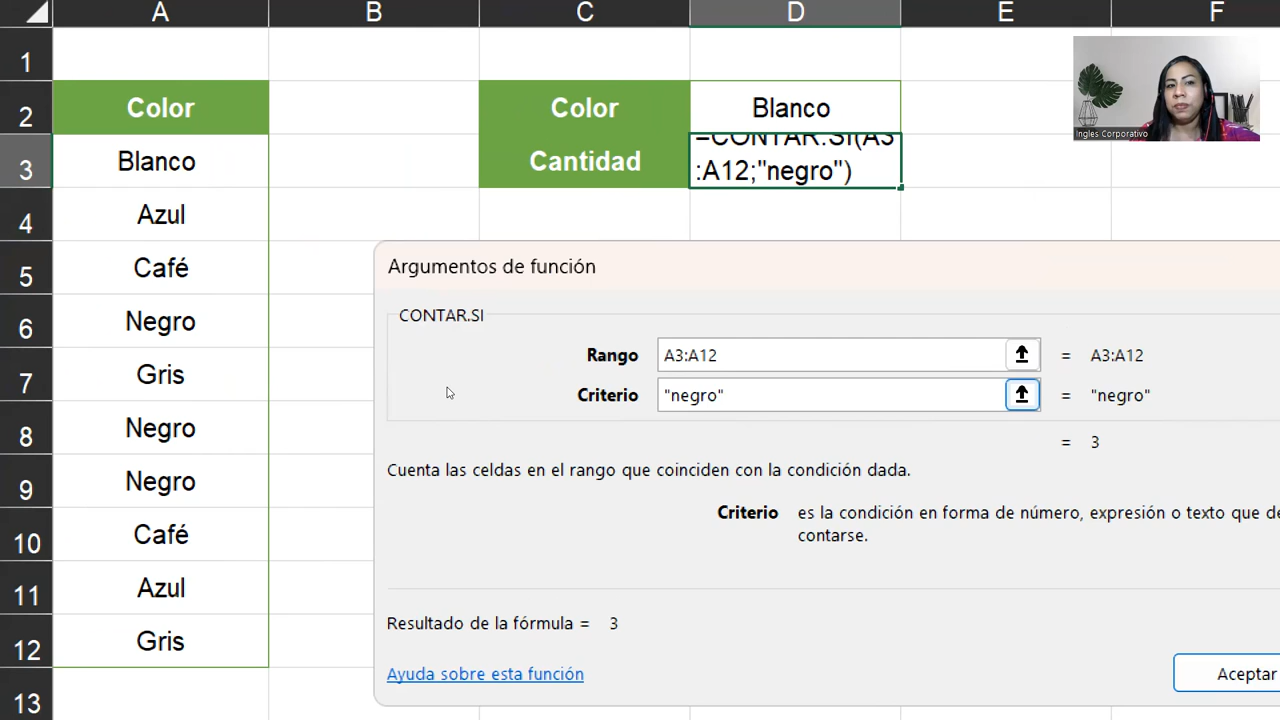 A B C D E F
1
2 Color Color Blanco
Ingles Corporativo
3 Blanco Cantidad =CONTAR.SI(A3
:A12;"negro")
4 Azul
5 Café
6 Negro
7 Gris
8 Negro
9 Negro
10 Café
11 Azul
12 Gris
13
Argumentos de función
CONTAR.SI
Rango A3:A12 = A3:A12
Criterio "negro" = "negro"
= 3
Cuenta las celdas en el rango que coinciden con la condición dada.
Criterio es la condición en forma de número, expresión o texto que de
contarse.
Resultado de la fórmula = 3
Ayuda sobre esta función
Aceptar